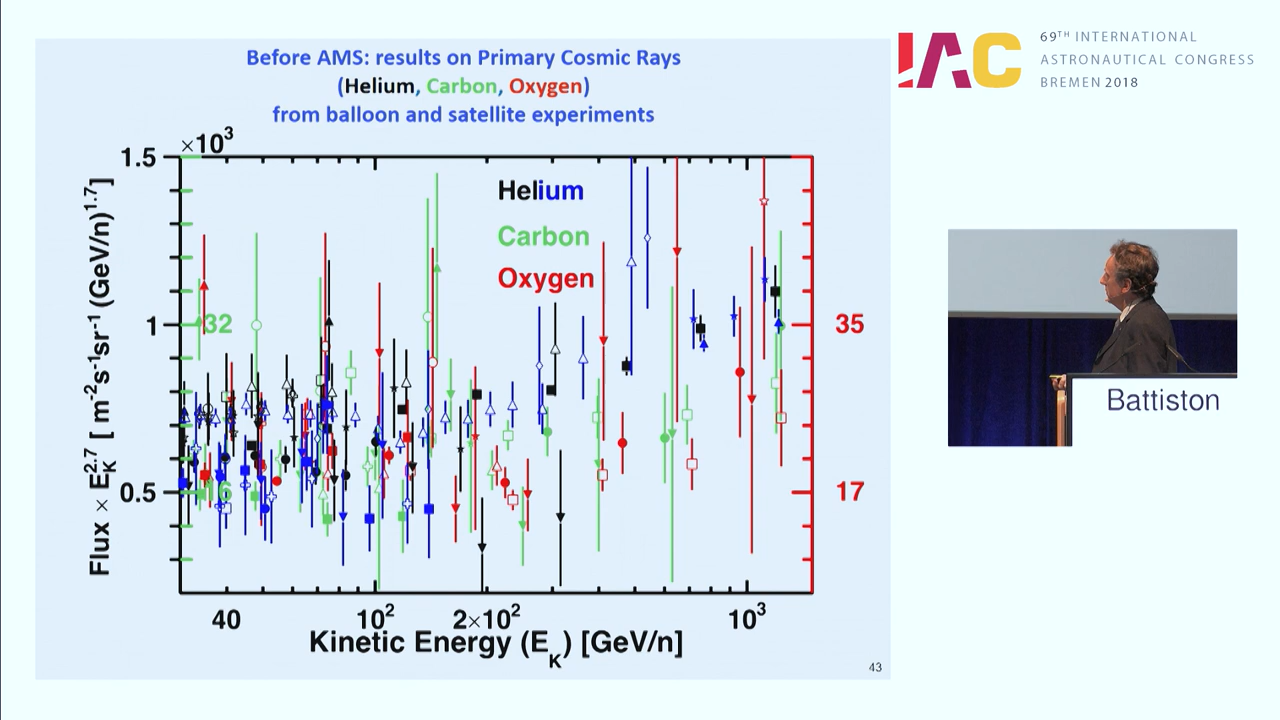 Before AMS: results on Primary Cosmic Rays
(Helium, Carbon, Oxygen)
from balloon and satellite experiments
×10³
1.5
1
0.5
Flux × E_K^2.7 [ m⁻²s⁻¹sr⁻¹(GeV/n)^1.7 ]
Helium
Carbon
Oxygen
32
16
35
17
40
10²
2×10²
10³
Kinetic Energy (E_K) [GeV/n]
43
IAC
69TH INTERNATIONAL
ASTRONAUTICAL CONGRESS
BREMEN 2018
Battiston